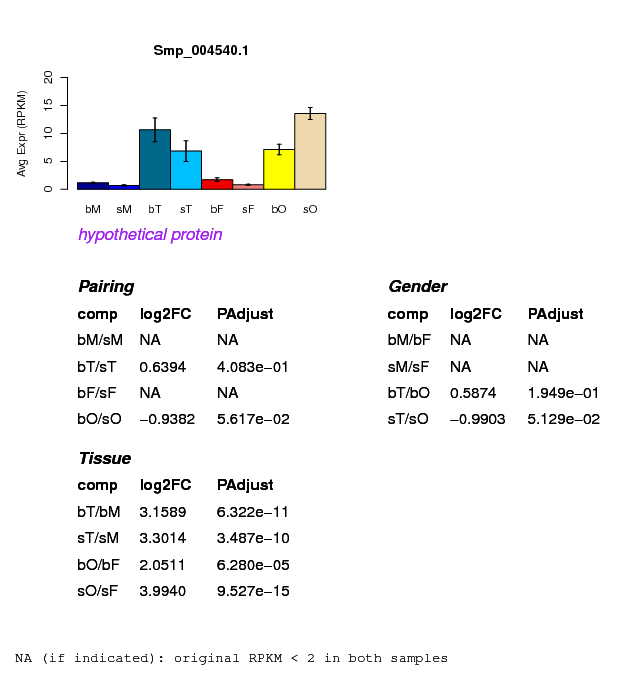 Smp_004540.1
Avg Expr (RPKM)
20
15
10
5
0
bM sM bT sT bF sF bO sO
hypothetical protein
Pairing
comp log2FC PAdjust
bM/sM NA NA
bT/sT 0.6394 4.083e−01
bF/sF NA NA
bO/sO −0.9382 5.617e−02
Gender
comp log2FC PAdjust
bM/bF NA NA
sM/sF NA NA
bT/bO 0.5874 1.949e−01
sT/sO −0.9903 5.129e−02
Tissue
comp log2FC PAdjust
bT/bM 3.1589 6.322e−11
sT/sM 3.3014 3.487e−10
bO/bF 2.0511 6.280e−05
sO/sF 3.9940 9.527e−15
NA (if indicated): original RPKM < 2 in both samples